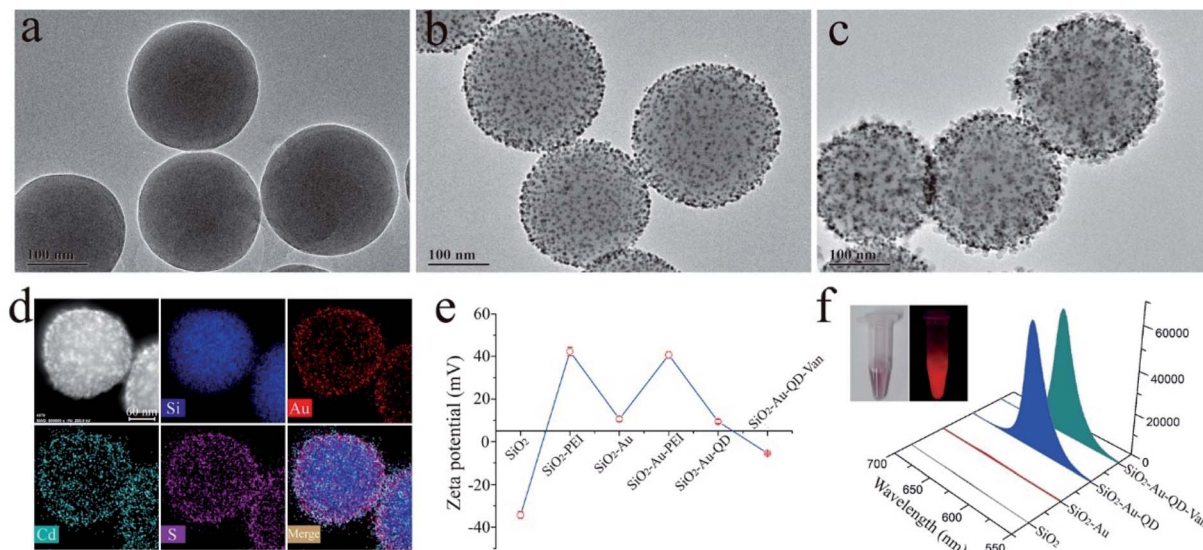 a
100 nm
b
100 nm
c
100 nm
d
60 nm
Si
Au
Cd
S
Merge
e
Zeta potential (mV)
60
40
20
0
-20
-40
SiO₂
SiO₂-PEI
SiO₂-Au
SiO₂-Au-PEI
SiO₂-Au-QD
SiO₂-Au-QD-Van
f
60000
40000
20000
0
700
650
600
550
Wavelength (nm)
SiO₂
SiO₂-Au
SiO₂-Au-QD
SiO₂-Au-QD-Van